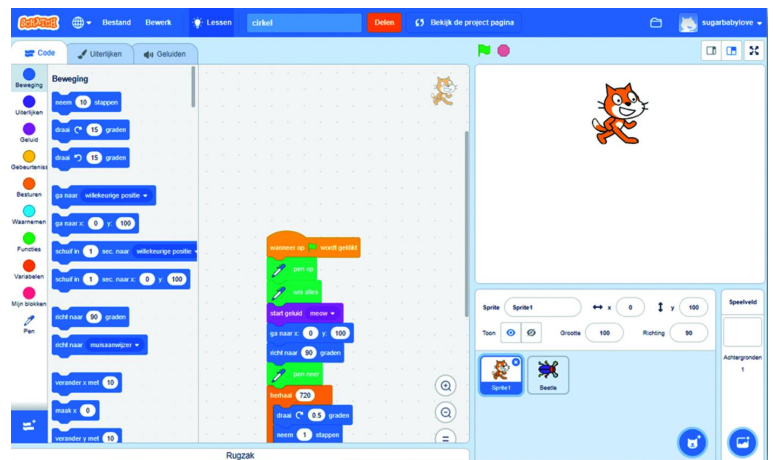 SCRATCH
Bestand Bewerk Lessen cirkel Delen Bekijk de project pagina sugarbabylove
Code Uiterlijken Geluiden
Beweging
Uiterlijken
Geluid
Gebeurtenis
Besturen
Waarnemen
Functies
Variabelen
Mijn blokken
Pen
Beweging
neem 10 stappen
draai 15 graden
draai 15 graden
ga naar willekeurige positie
ga naar x: 0 y: 100
schuif in 1 sec. naar willekeurige positie
schuif in 1 sec. naar x: 0 y: 100
richt naar 90 graden
richt naar muisaanwijzer
verander x met 10
maak x 0
verander y met 10
wanneer op wordt geklikt
pen op
wis alles
start geluid meow
ga naar x: 0 y: 100
richt naar 90 graden
pen neer
herhaal 720
draai 0.5 graden
neem 1 stappen
Sprite Sprite1 x 0 y 100
Toon Grootte 100 Richting 90
Sprite1 Beetle
Speelveld
Achtergronden
1
Rugzak